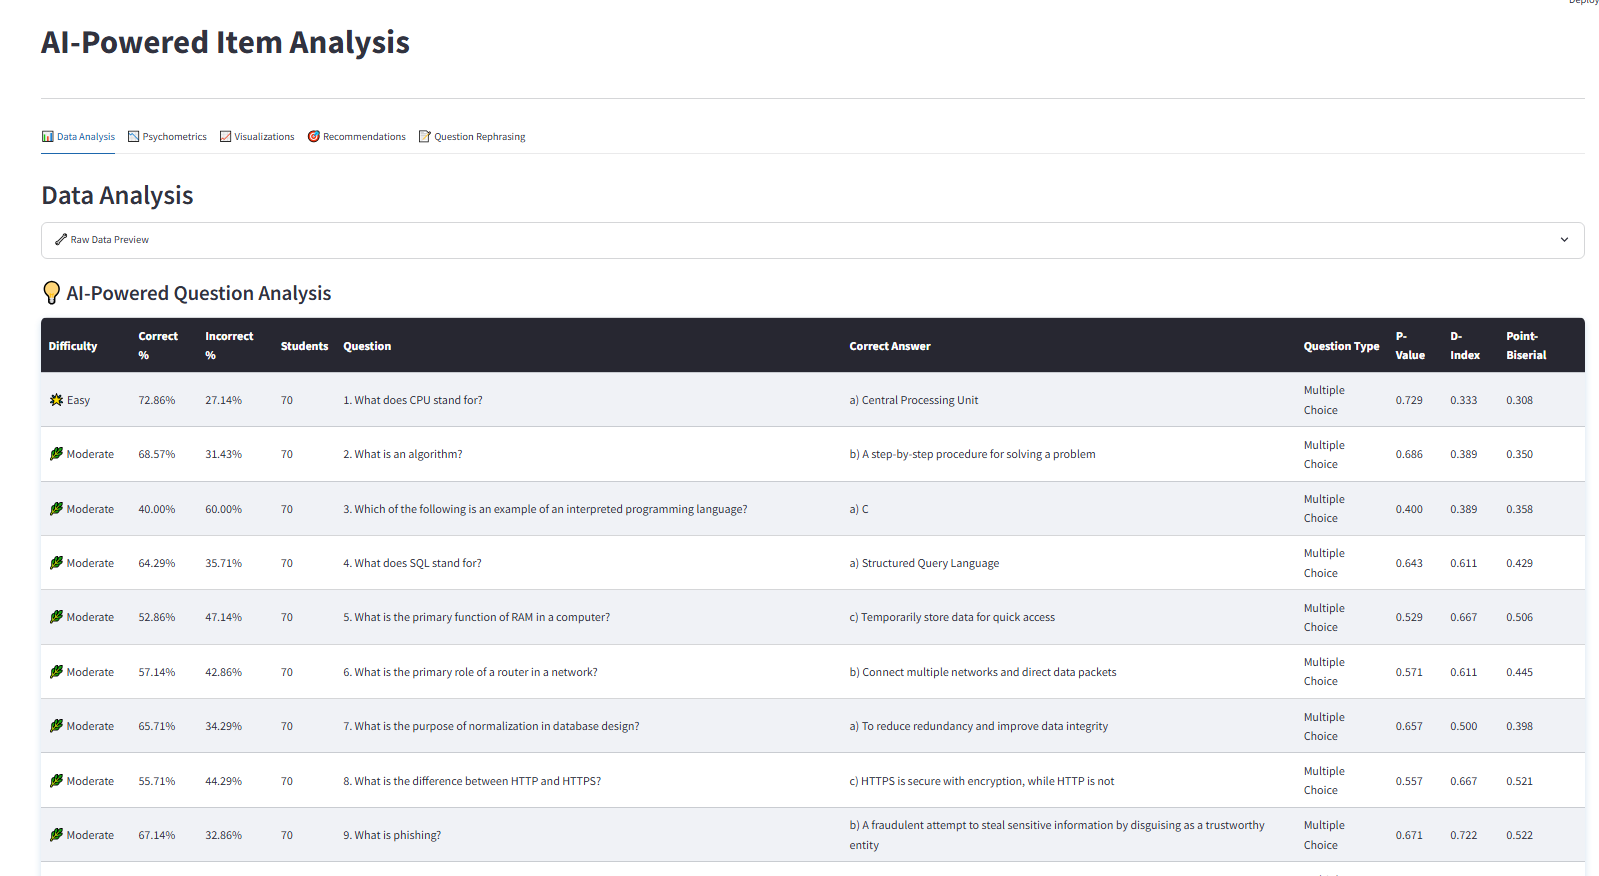 Deploy
AI-Powered Item Analysis
Data Analysis Psychometrics Visualizations Recommendations Question Rephrasing
Data Analysis
Raw Data Preview
AI-Powered Question Analysis
Difficulty Correct % Incorrect % Students Question Correct Answer Question Type P-Value D-Index Point-Biserial
Easy 72.86% 27.14% 70 1. What does CPU stand for? a) Central Processing Unit Multiple Choice 0.729 0.333 0.308
Moderate 68.57% 31.43% 70 2. What is an algorithm? b) A step-by-step procedure for solving a problem Multiple Choice 0.686 0.389 0.350
Moderate 40.00% 60.00% 70 3. Which of the following is an example of an interpreted programming language? a) C Multiple Choice 0.400 0.389 0.358
Moderate 64.29% 35.71% 70 4. What does SQL stand for? a) Structured Query Language Multiple Choice 0.643 0.611 0.429
Moderate 52.86% 47.14% 70 5. What is the primary function of RAM in a computer? c) Temporarily store data for quick access Multiple Choice 0.529 0.667 0.506
Moderate 57.14% 42.86% 70 6. What is the primary role of a router in a network? b) Connect multiple networks and direct data packets Multiple Choice 0.571 0.611 0.445
Moderate 65.71% 34.29% 70 7. What is the purpose of normalization in database design? a) To reduce redundancy and improve data integrity Multiple Choice 0.657 0.500 0.398
Moderate 55.71% 44.29% 70 8. What is the difference between HTTP and HTTPS? c) HTTPS is secure with encryption, while HTTP is not Multiple Choice 0.557 0.667 0.521
Moderate 67.14% 32.86% 70 9. What is phishing? b) A fraudulent attempt to steal sensitive information by disguising as a trustworthy entity Multiple Choice 0.671 0.722 0.522